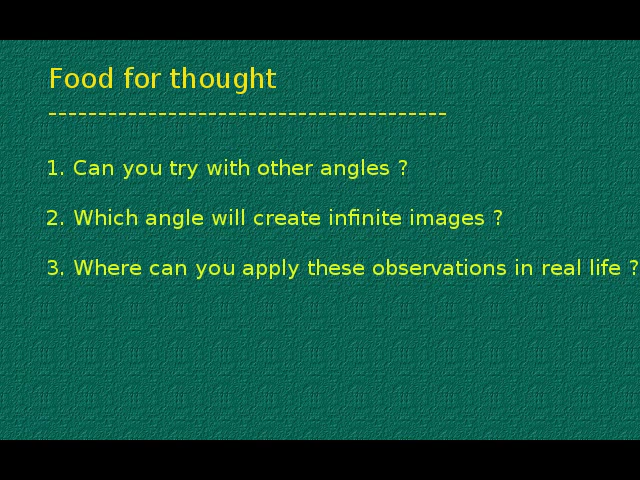 Food for thought
----------------------------------------
1. Can you try with other angles ?
2. Which angle will create infinite images ?
3. Where can you apply these observations in real life ?